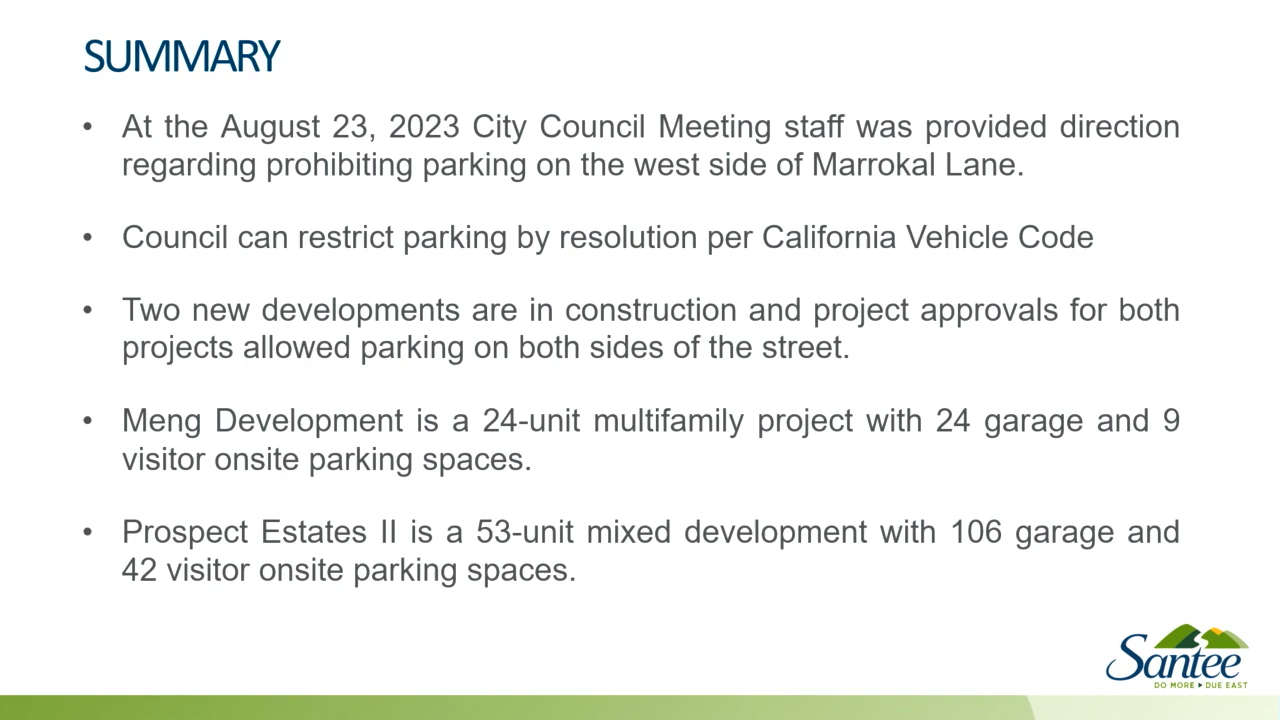 SUMMARY
• At the August 23, 2023 City Council Meeting staff was provided direction
regarding prohibiting parking on the west side of Marrokal Lane.
• Council can restrict parking by resolution per California Vehicle Code
• Two new developments are in construction and project approvals for both
projects allowed parking on both sides of the street.
• Meng Development is a 24-unit multifamily project with 24 garage and 9
visitor onsite parking spaces.
• Prospect Estates II is a 53-unit mixed development with 106 garage and
42 visitor onsite parking spaces.
Santee
DO MORE ▸ DUE EAST